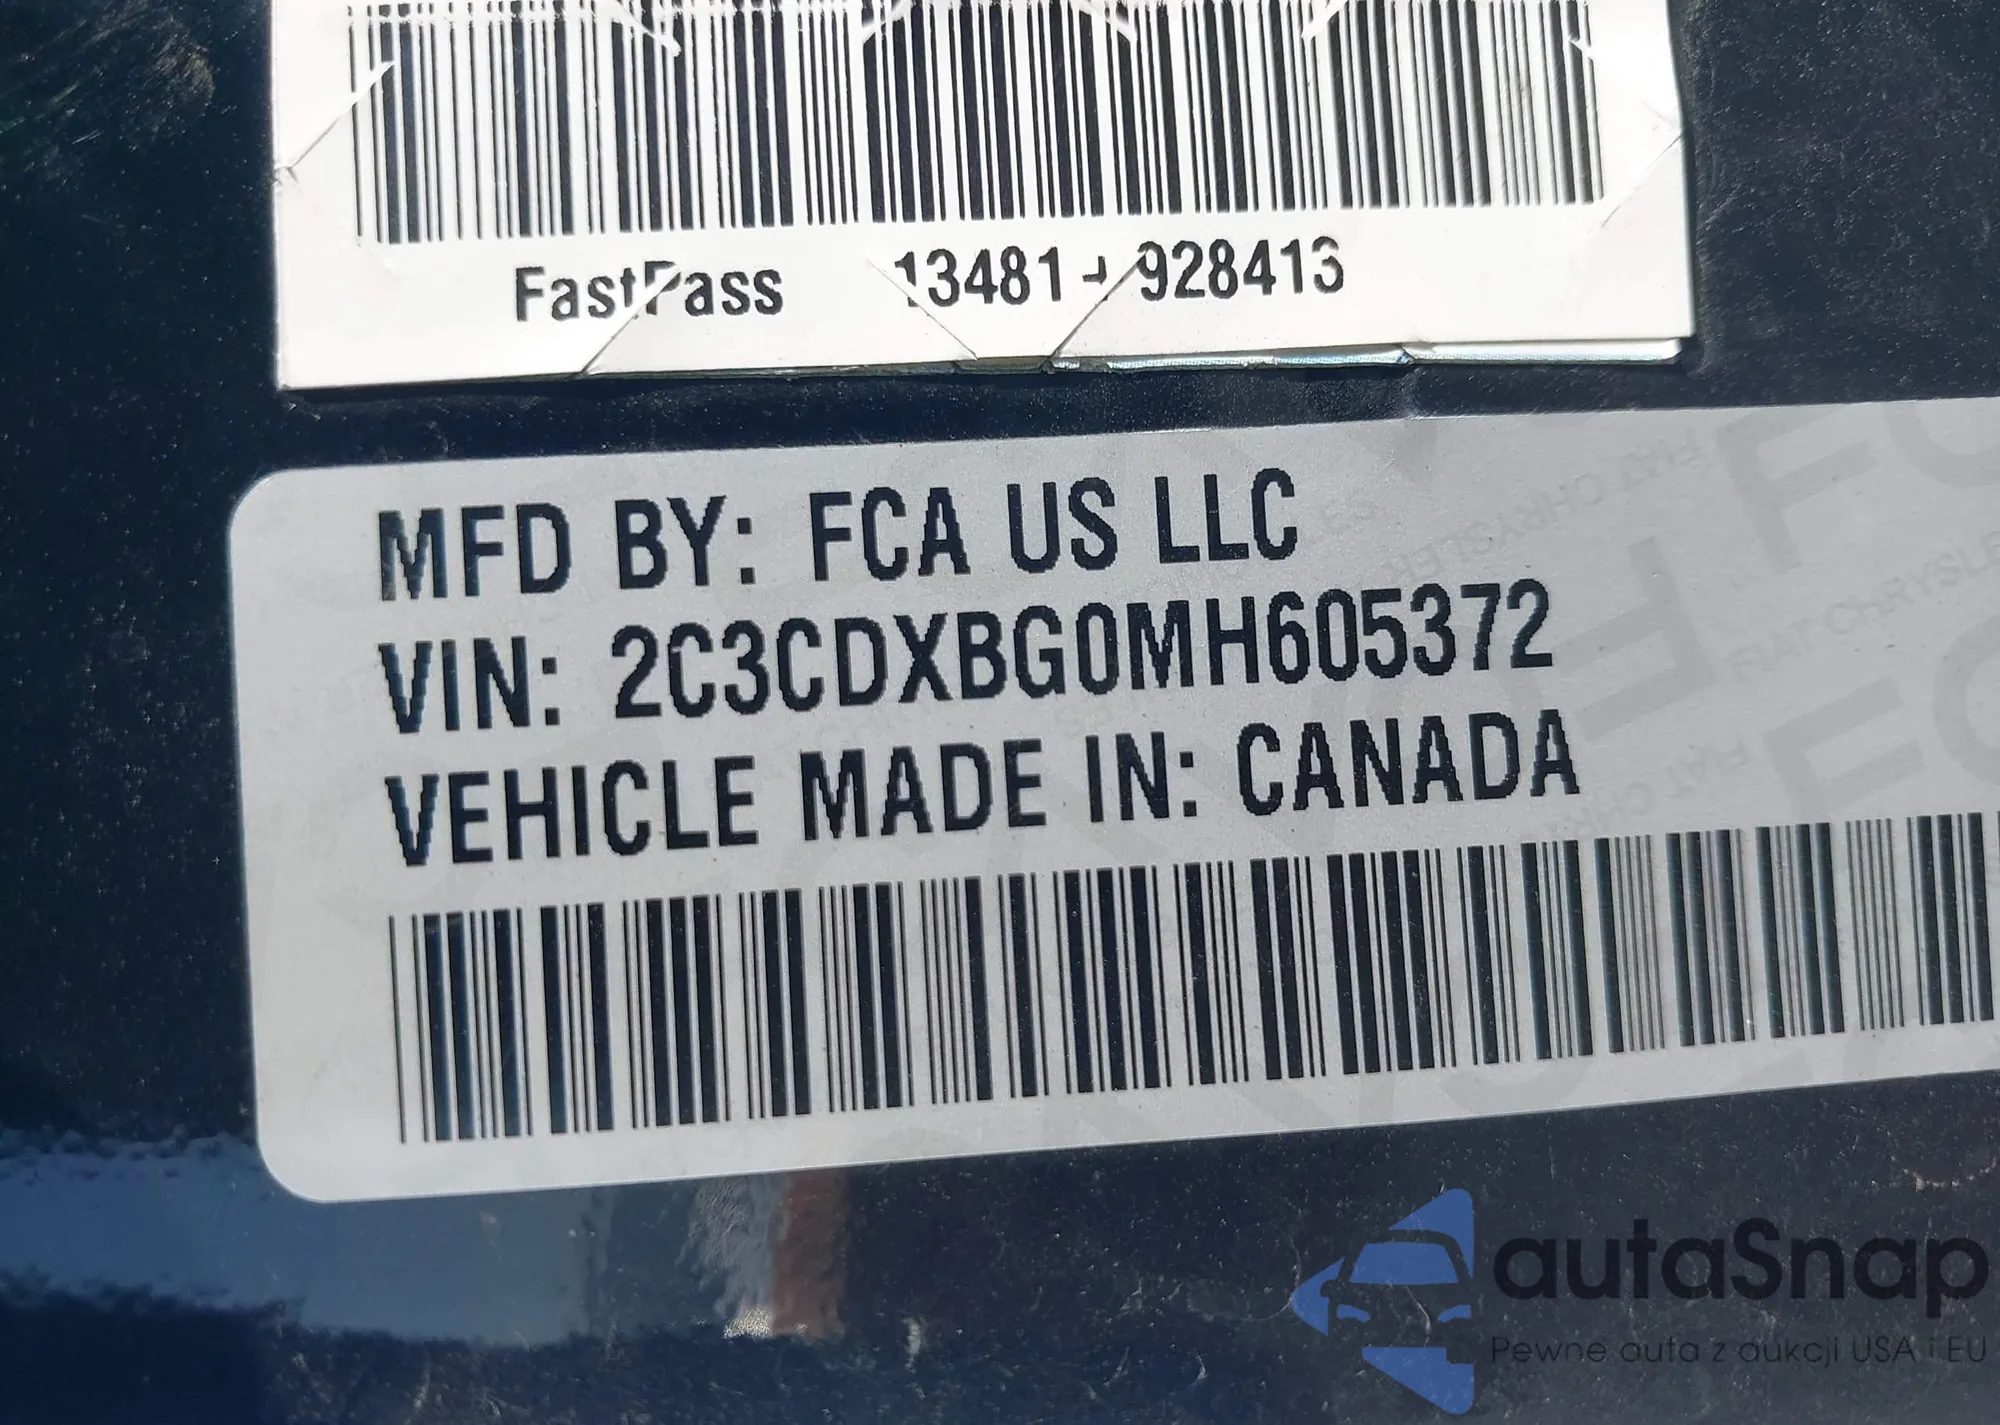 FastPass 13481 - 928413
MFD BY: FCA US LLC
VIN: 2C3CDXBG0MH605372
VEHICLE MADE IN: CANADA
autaSnap
Pewne auta z aukcji USA i EU